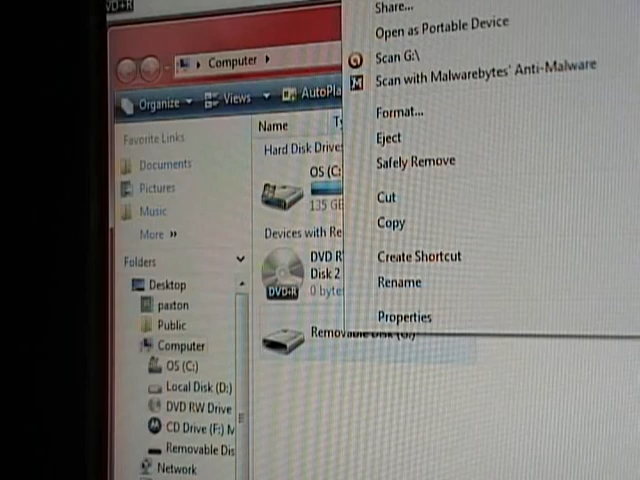 DVD+R
Share...
Open as Portable Device
Scan G:\
Scan with Malwarebytes' Anti-Malware
Format...
Eject
Safely Remove
Cut
Copy
Create Shortcut
Rename
Properties
Computer
Organize
Views
AutoPla
Favorite Links
Documents
Pictures
Music
More »
Folders
Desktop
paxton
Public
Computer
OS (C:)
Local Disk (D:)
DVD RW Drive
CD Drive (F:) M
Removable Dis
Network
Name
Ty
Hard Disk Drive
OS (C:
135 GB
Devices with Re
DVD R
Disk 2
0 byte
DVD+R
Removable Disk (G:)